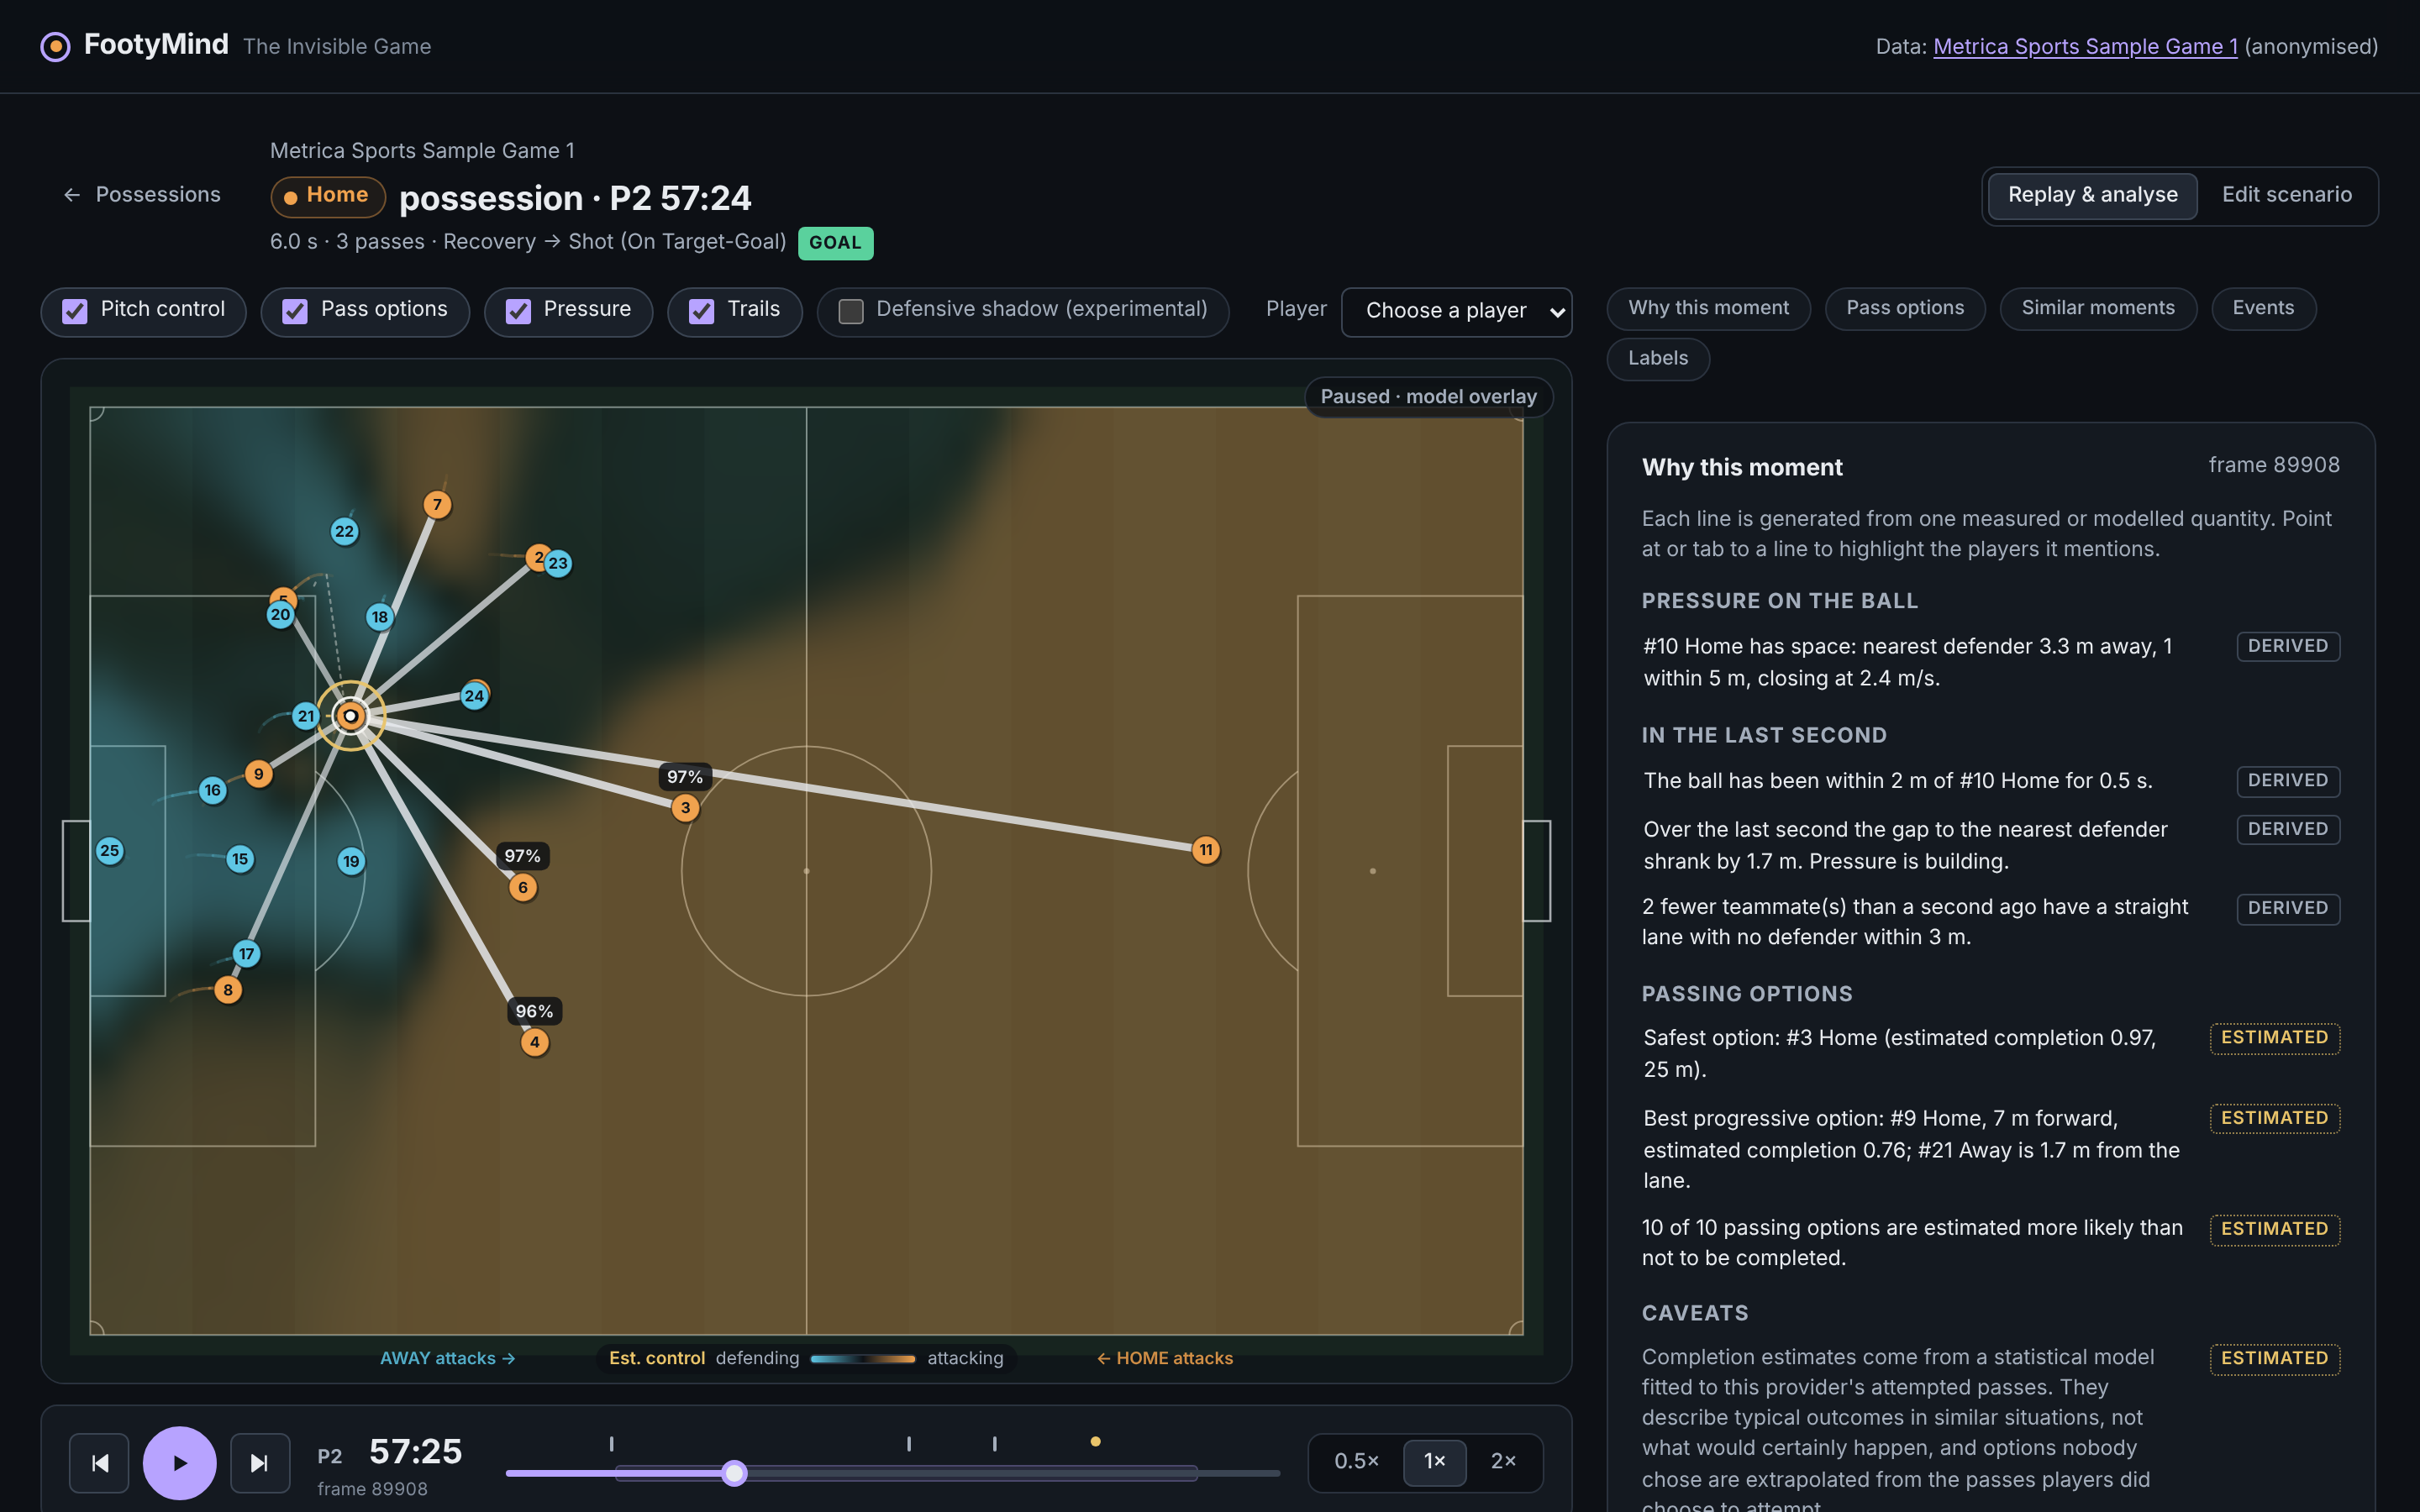 FootyMind The Invisible Game
Data: Metrica Sports Sample Game 1 (anonymised)
← Possessions
Metrica Sports Sample Game 1
Home possession · P2 57:24
6.0 s · 3 passes · Recovery → Shot (On Target-Goal) GOAL
Replay & analyse Edit scenario
Pitch control Pass options Pressure Trails Defensive shadow (experimental) Player Choose a player
Why this moment Pass options Similar moments Events
Labels
Paused · model overlay
7
22
2 23
5
20 18
24
21
9
16
97%
3
11
25 15 19
97%
6
17
8
96%
4
AWAY attacks → Est. control defending attacking ← HOME attacks
P2 57:25
frame 89908
0.5× 1× 2×
Why this moment frame 89908
Each line is generated from one measured or modelled quantity. Point
at or tab to a line to highlight the players it mentions.
PRESSURE ON THE BALL
#10 Home has space: nearest defender 3.3 m away, 1 DERIVED
within 5 m, closing at 2.4 m/s.
IN THE LAST SECOND
The ball has been within 2 m of #10 Home for 0.5 s. DERIVED
Over the last second the gap to the nearest defender DERIVED
shrank by 1.7 m. Pressure is building.
2 fewer teammate(s) than a second ago have a straight DERIVED
lane with no defender within 3 m.
PASSING OPTIONS
Safest option: #3 Home (estimated completion 0.97, ESTIMATED
25 m).
Best progressive option: #9 Home, 7 m forward, ESTIMATED
estimated completion 0.76; #21 Away is 1.7 m from the
lane.
10 of 10 passing options are estimated more likely than ESTIMATED
not to be completed.
CAVEATS
Completion estimates come from a statistical model ESTIMATED
fitted to this provider's attempted passes. They
describe typical outcomes in similar situations, not
what would certainly happen, and options nobody
chose are extrapolated from the passes players did
choose to attempt.